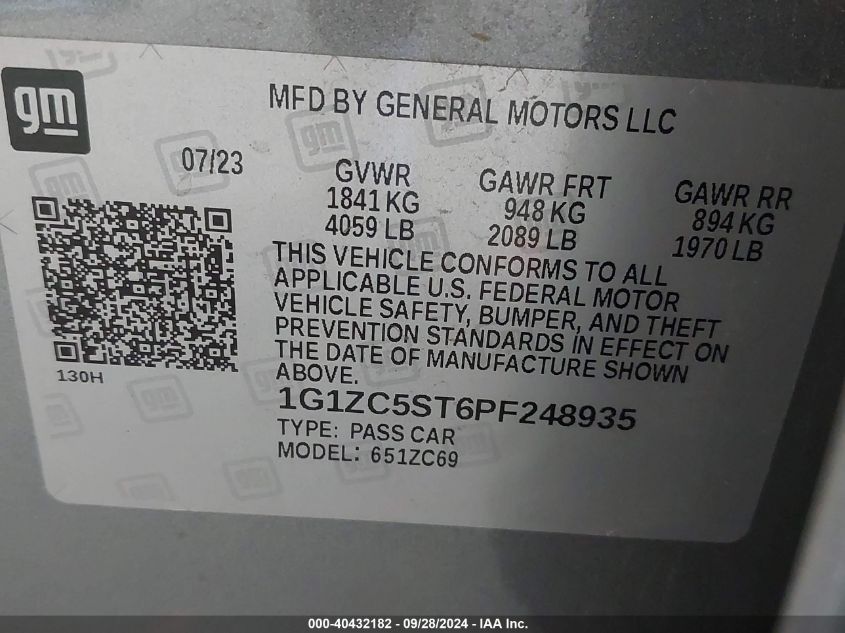 gm
MFD BY GENERAL MOTORS LLC
07/23
GVWR
1841 KG
4059 LB
GAWR FRT
948 KG
2089 LB
GAWR RR
894 KG
1970 LB
THIS VEHICLE CONFORMS TO ALL
APPLICABLE U.S. FEDERAL MOTOR
VEHICLE SAFETY, BUMPER, AND THEFT
PREVENTION STANDARDS IN EFFECT ON
THE DATE OF MANUFACTURE SHOWN
ABOVE.
130H
1G1ZC5ST6PF248935
TYPE: PASS CAR
MODEL: 651ZC69
000-40432182 - 09/28/2024 - IAA Inc.